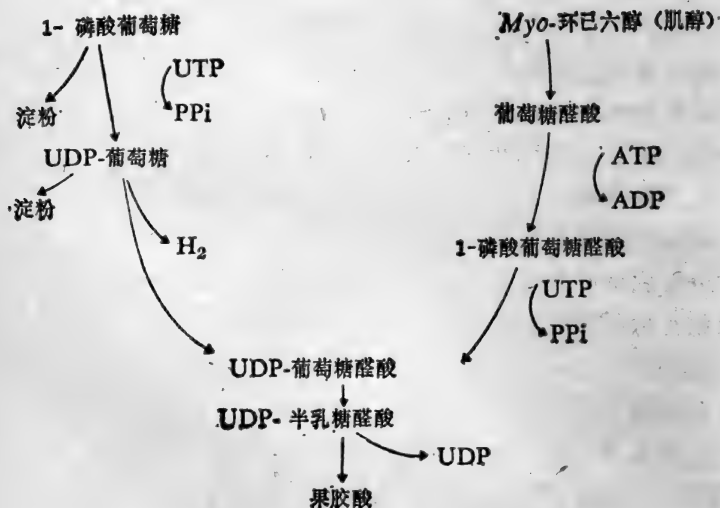 1- 磷酸葡萄糖
Myo-环己六醇（肌醇）
UTP
淀粉
PPi
葡萄糖醛酸
UDP-葡萄糖
ATP
淀粉
ADP
H₂
1-磷酸葡萄糖醛酸
UTP
PPi
UDP-葡萄糖醛酸
UDP- 半乳糖醛酸
UDP
果胶酸